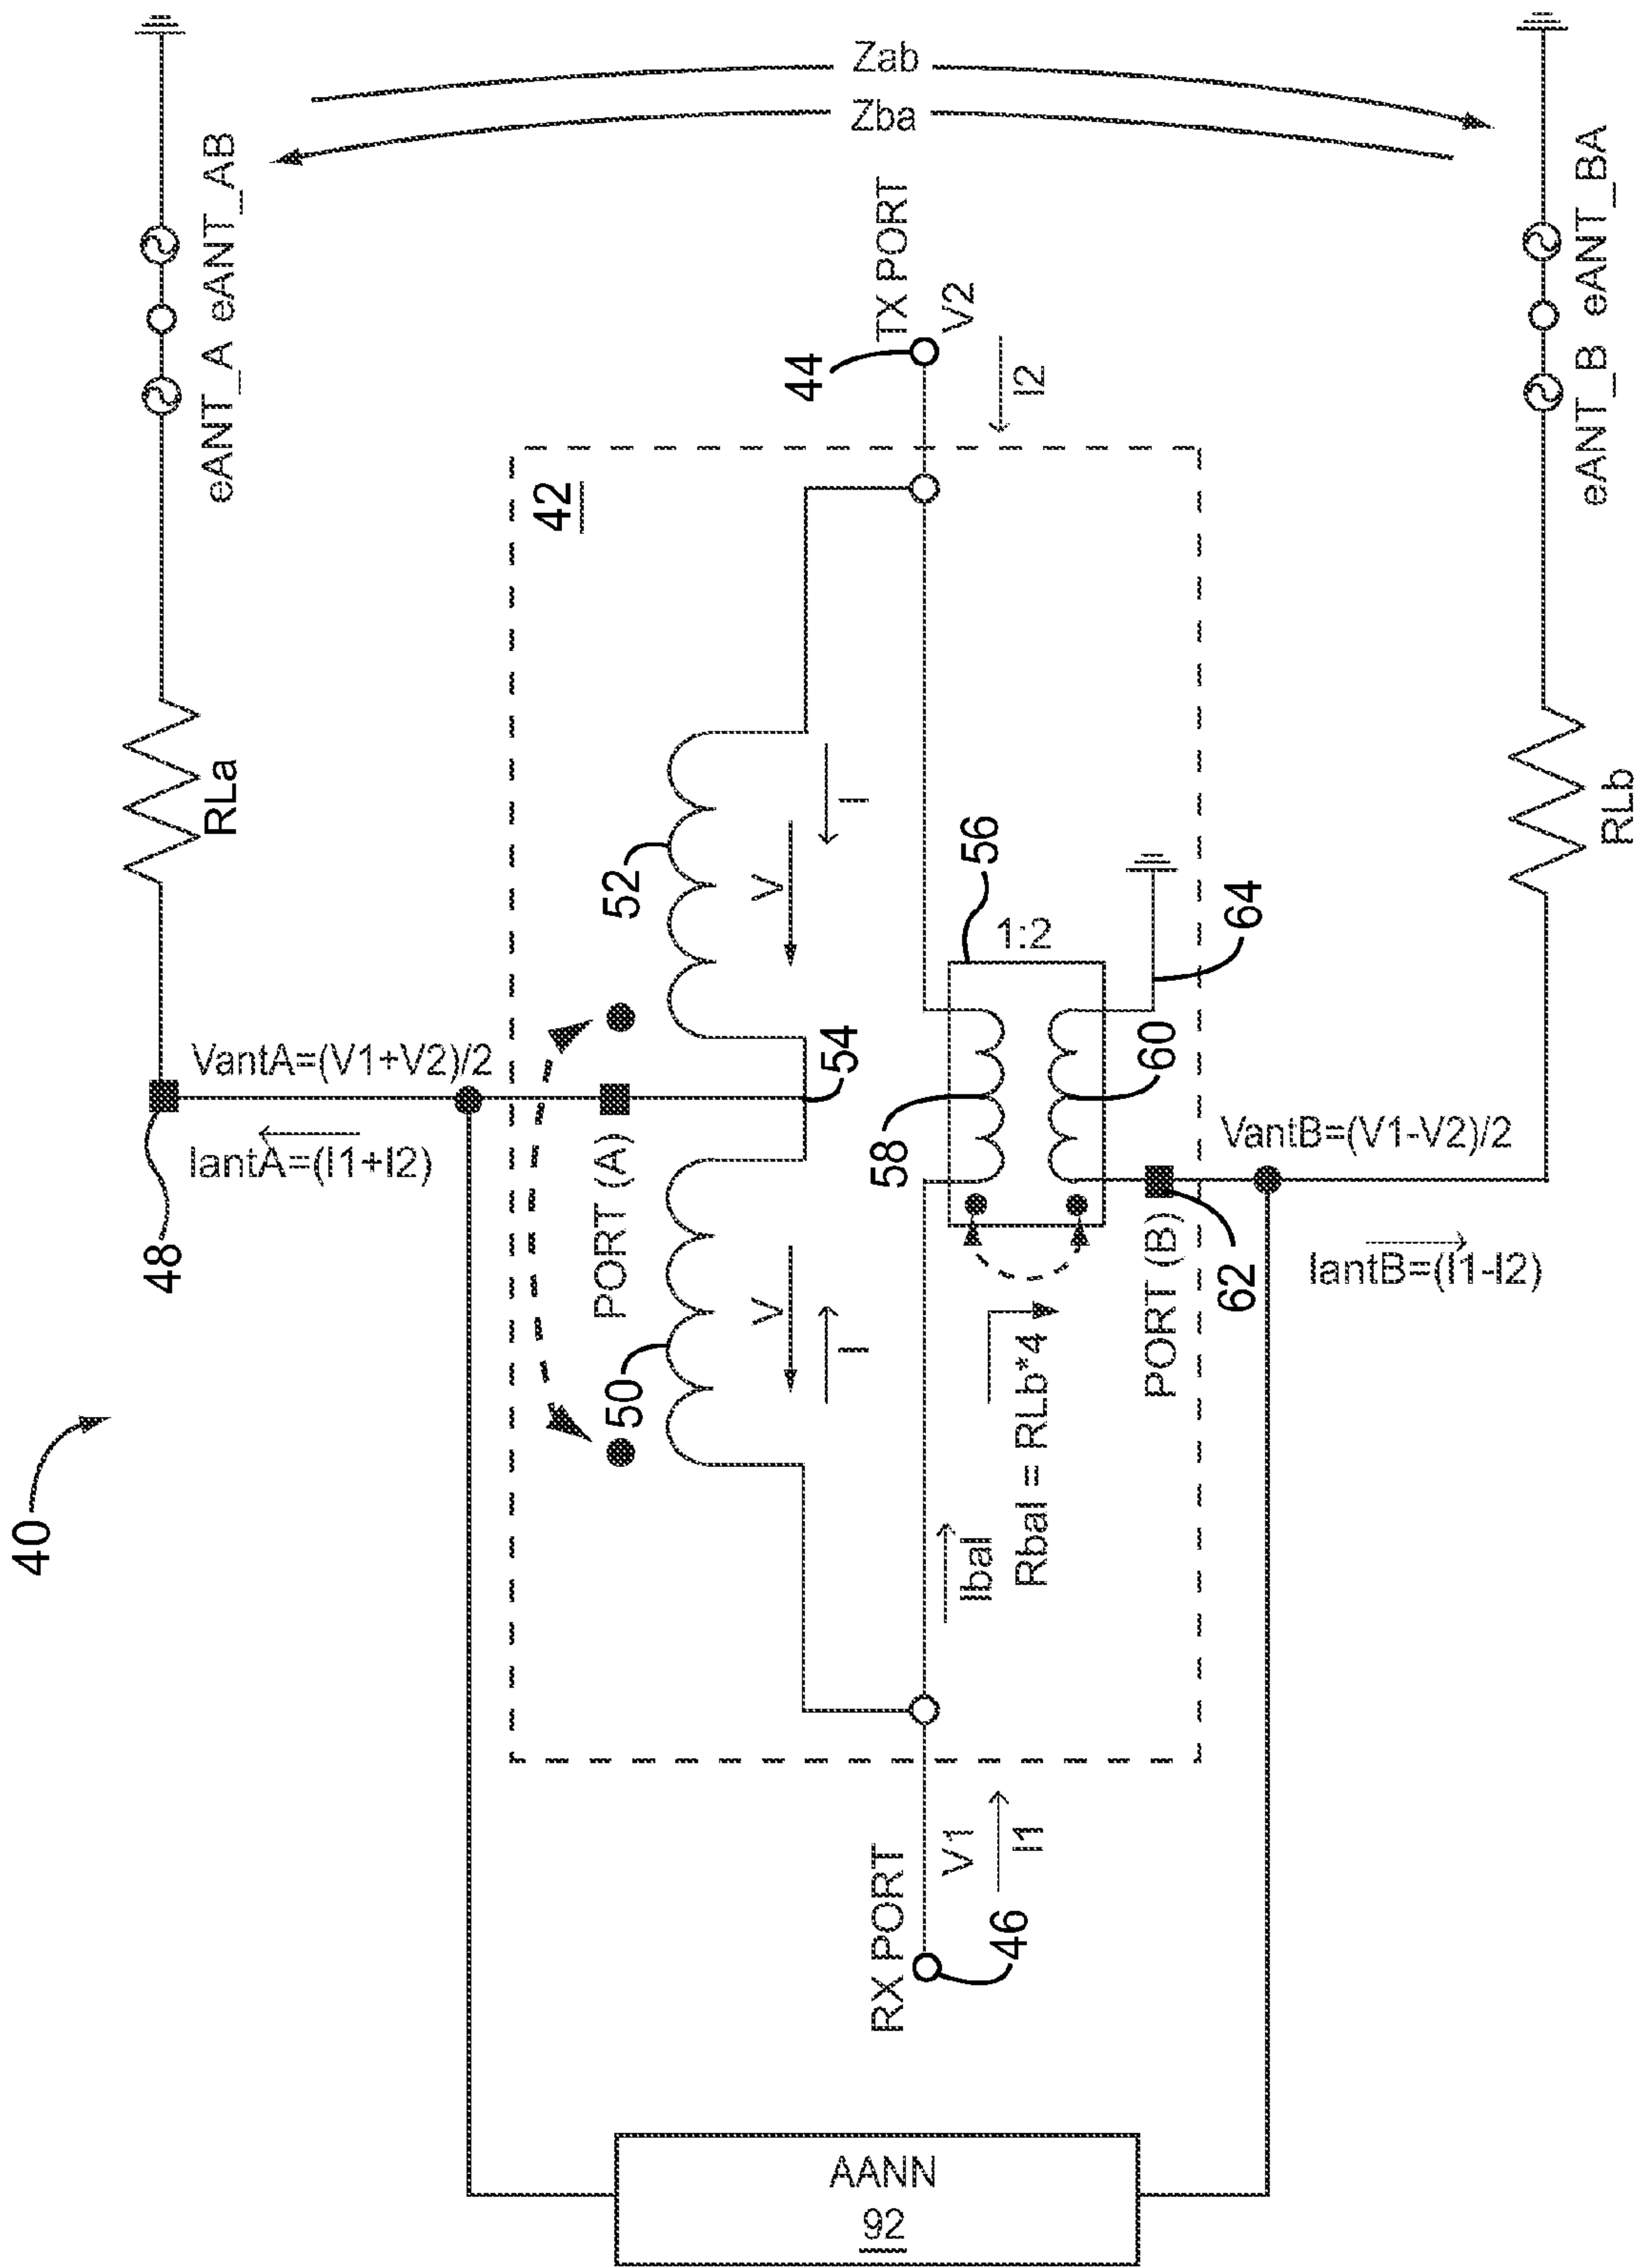 40
48
VantA=(V1+V2)/2
IantA=(I1+I2)
RLa
eANT_A eANT_AB
Zab
Zba
42
50
52
PORT (A)
54
V
I
V
I
RX PORT
46
V1
I1
Ibal
Rbal = RLb*4
58
56
1:2
60
64
TX PORT
44
V2
I2
PORT (B)
62
VantB=(V1-V2)/2
IantB=(I1-I2)
RLb
eANT_B eANT_BA
AANN
92